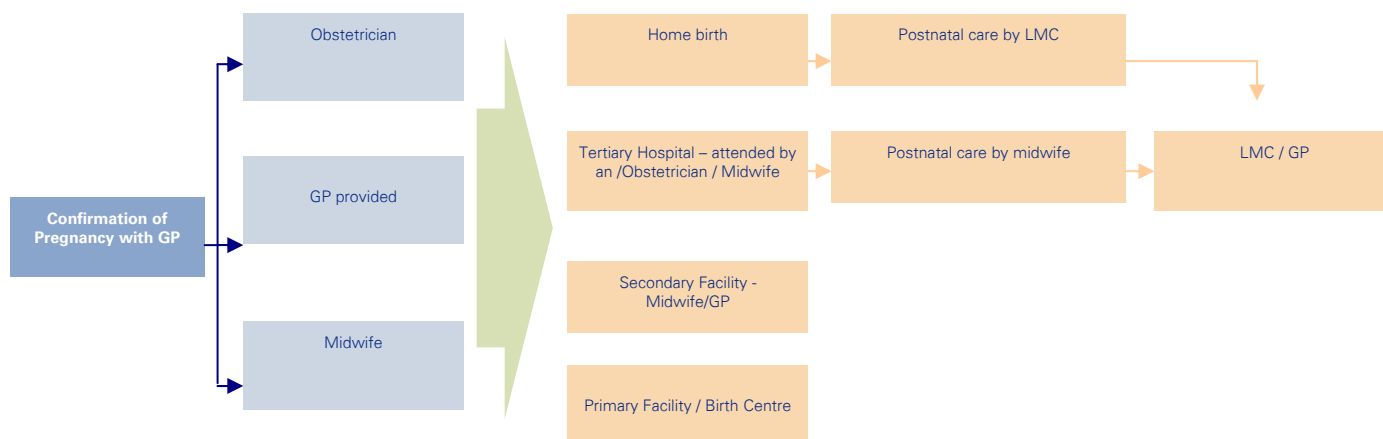 Confirmation of
Pregnancy with GP
Obstetrician
GP provided
Midwife
Home birth
Postnatal care by LMC
Tertiary Hospital – attended by
an /Obstetrician / Midwife
Postnatal care by midwife
LMC / GP
Secondary Facility -
Midwife/GP
Primary Facility / Birth Centre